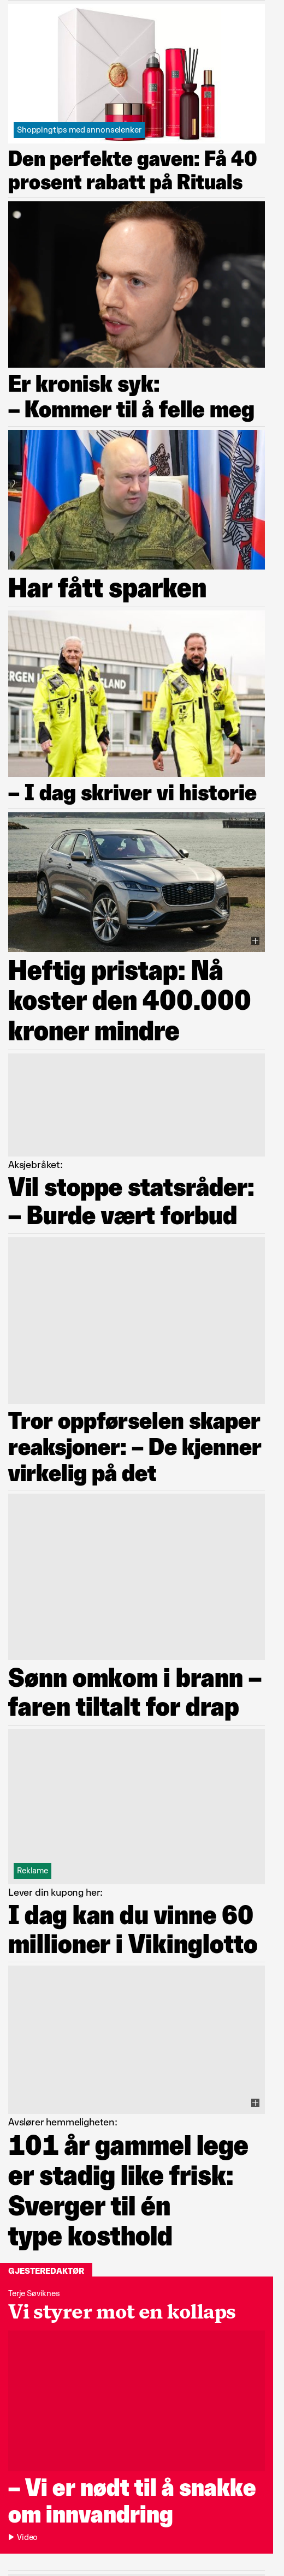 Shoppingtips med annonselenker
Den perfekte gaven: Få 40
prosent rabatt på Rituals
Er kronisk syk:
– Kommer til å felle meg
Har fått sparken
– I dag skriver vi historie
Heftig pristap: Nå
koster den 400.000
kroner mindre
Aksjebråket:
Vil stoppe statsråder:
– Burde vært forbud
Tror oppførselen skaper
reaksjoner: – De kjenner
virkelig på det
Sønn omkom i brann –
faren tiltalt for drap
Reklame
Lever din kupong her:
I dag kan du vinne 60
millioner i Vikinglotto
Avslører hemmeligheten:
101 år gammel lege
er stadig like frisk:
Sverger til én
type kosthold
GJESTEREDAKTØR
Terje Søviknes
Vi styrer mot en kollaps
– Vi er nødt til å snakke
om innvandring
Video